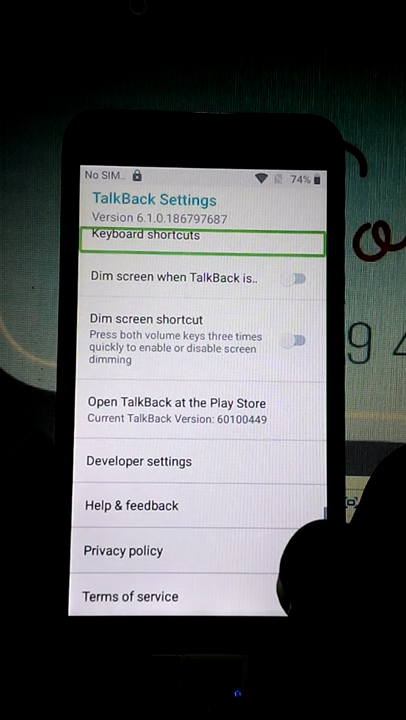 No SIM..
74%
TalkBack Settings
Version 6.1.0.186797687
Keyboard shortcuts
Dim screen when TalkBack is..
Dim screen shortcut
Press both volume keys three times
quickly to enable or disable screen
dimming
Open TalkBack at the Play Store
Current TalkBack Version: 60100449
Developer settings
Help & feedback
Privacy policy
Terms of service
9 4